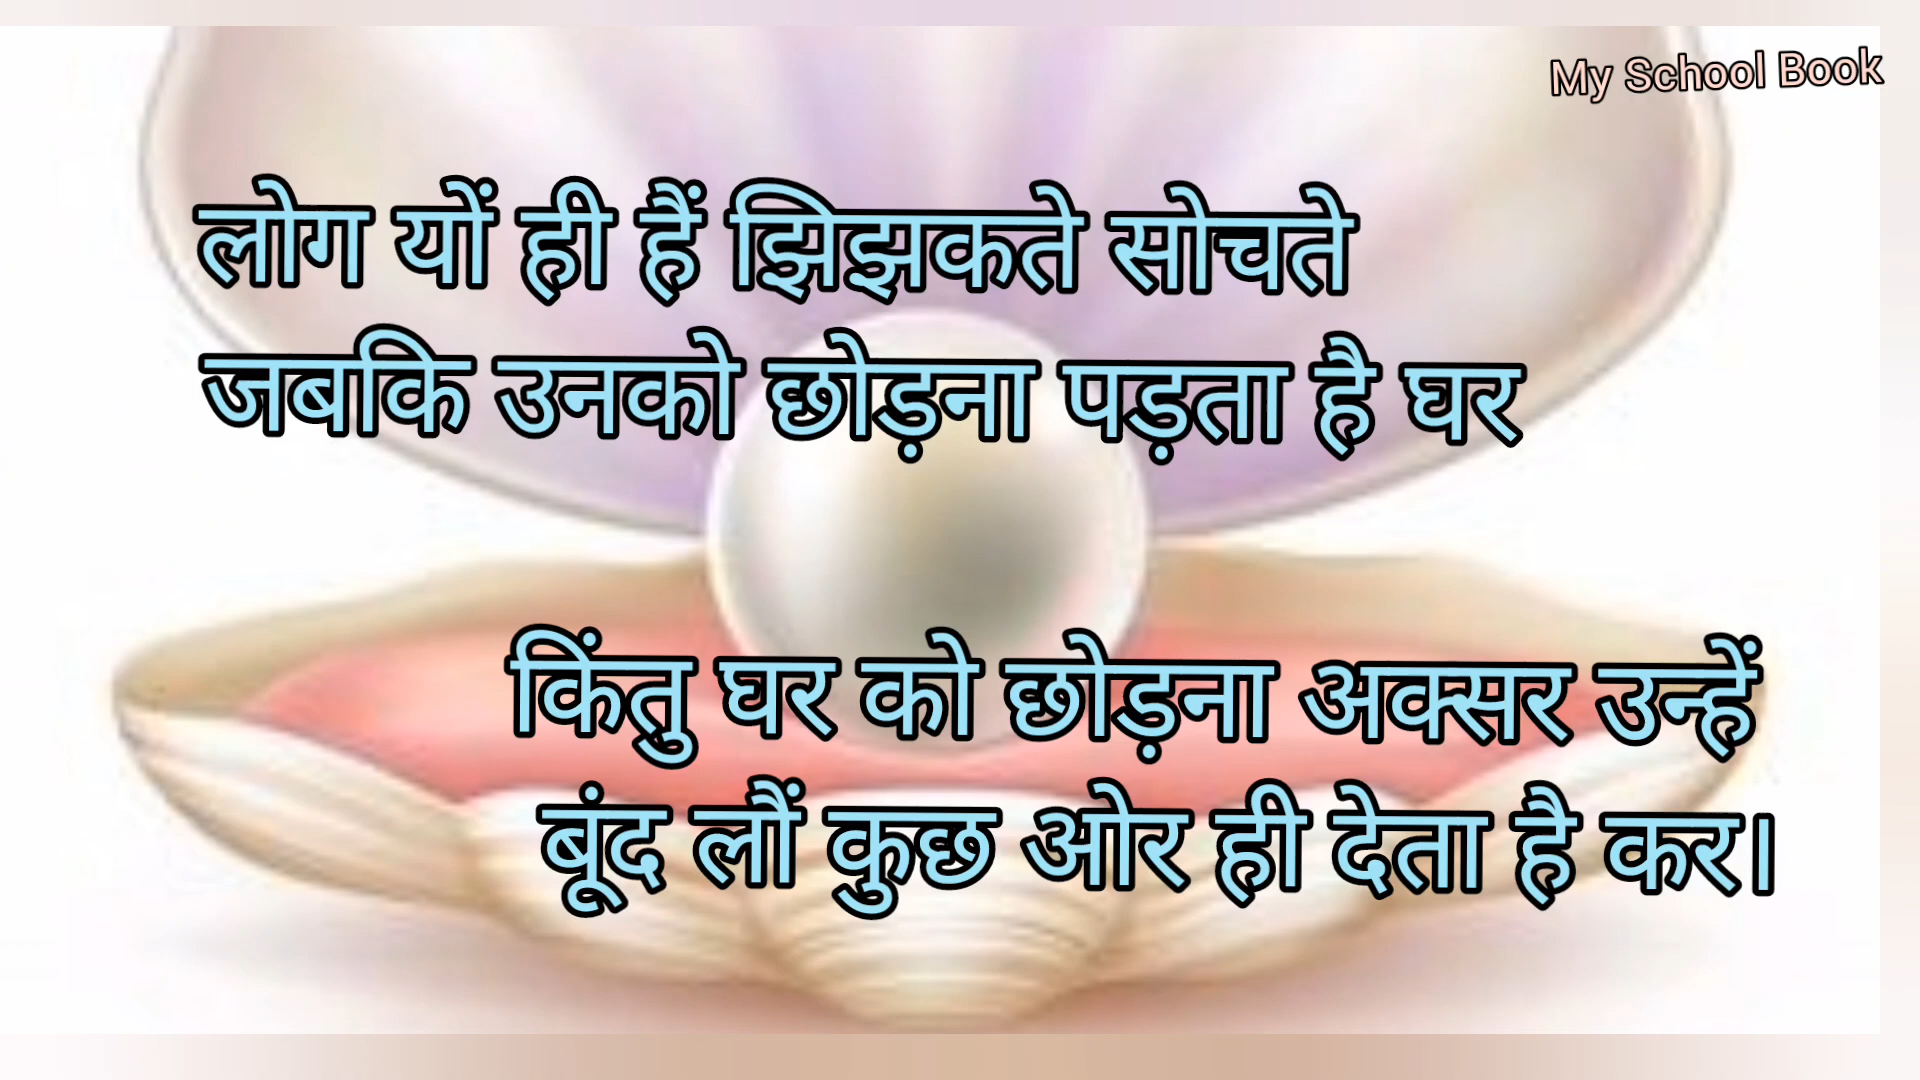 My School Book
लोग यों ही हैं झिझकते सोचते
जबकि उनको छोड़ना पड़ता है घर
किंतु घर को छोड़ना अक्सर उन्हें
बूंद लौं कुछ ओर ही देता है कर।